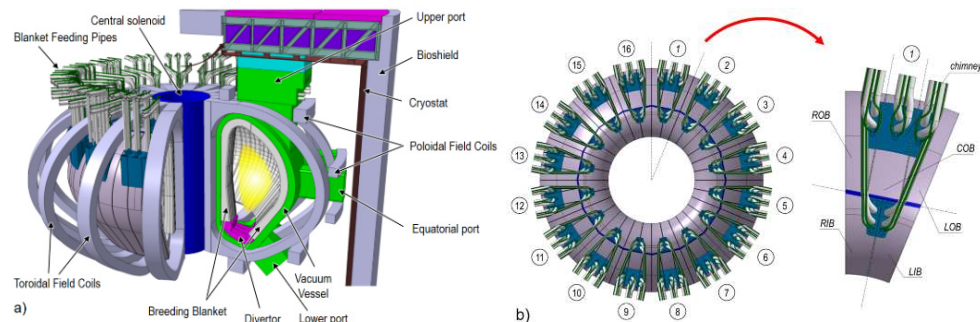 Central solenoid
Blanket Feeding Pipes
Upper port
Bioshield
Cryostat
Poloidal Field Coils
Equatorial port
Toroidal Field Coils
Breeding Blanket
Divertor
Lower port
Vacuum
Vessel
a)
16
1
15
2
14
3
13
4
12
5
11
6
10
7
9
8
b)
1
chimney
ROB
COB
RIB
LOB
LIB